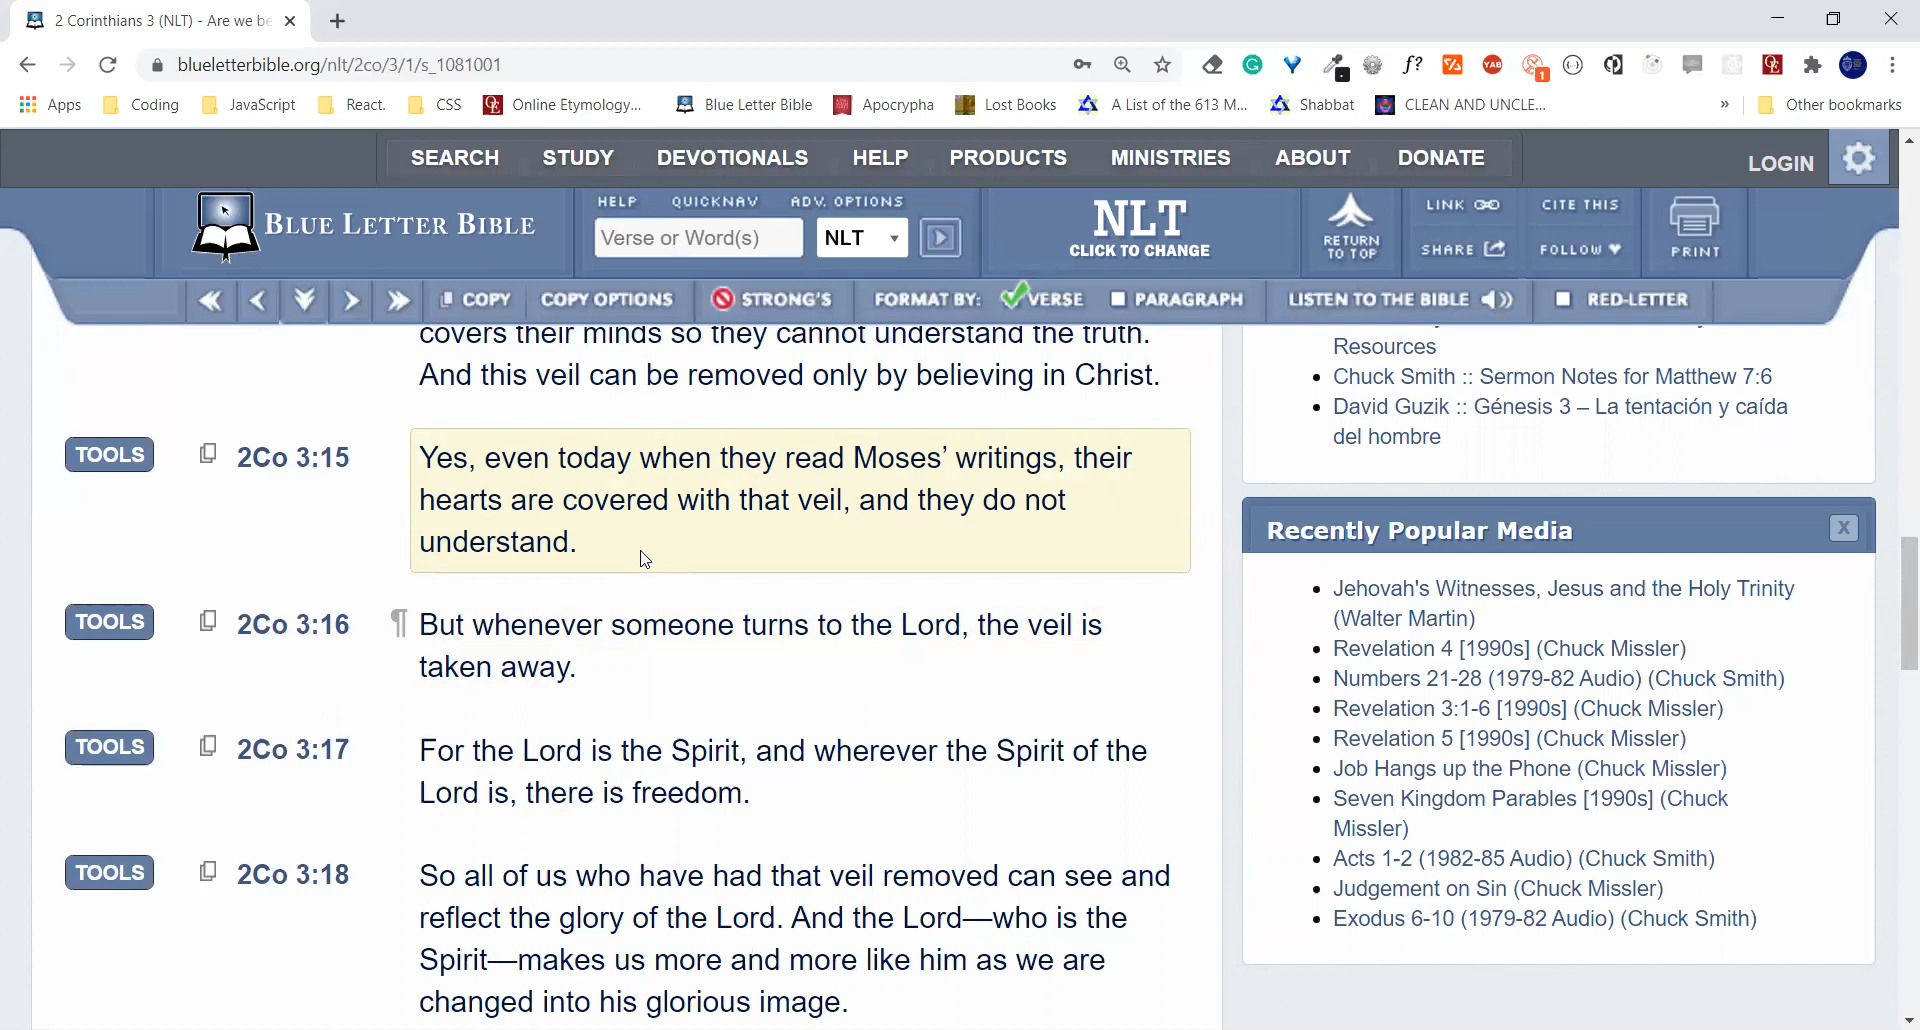 2 Corinthians 3 (NLT) - Are we be
blueletterbible.org/nlt/2co/3/1/s_1081001
f?
YAB
1
OE
Apps
Coding
JavaScript
React.
CSS
OE Online Etymology...
Blue Letter Bible
Apocrypha
Lost Books
A List of the 613 M...
Shabbat
CLEAN AND UNCLE...
»
Other bookmarks
SEARCH
STUDY
DEVOTIONALS
HELP
PRODUCTS
MINISTRIES
ABOUT
DONATE
LOGIN
BLUE LETTER BIBLE
HELP
QUICKNAV
ADV. OPTIONS
Verse or Word(s)
NLT
NLT
CLICK TO CHANGE
RETURN
TO TOP
LINK
CITE THIS
SHARE
FOLLOW
PRINT
COPY
COPY OPTIONS
STRONG'S
FORMAT BY:
VERSE
PARAGRAPH
LISTEN TO THE BIBLE
RED-LETTER
covers their minds so they cannot understand the truth.
And this veil can be removed only by believing in Christ.
TOOLS
2Co 3:15
Yes, even today when they read Moses’ writings, their
hearts are covered with that veil, and they do not
understand.
TOOLS
2Co 3:16
¶ But whenever someone turns to the Lord, the veil is
taken away.
TOOLS
2Co 3:17
For the Lord is the Spirit, and wherever the Spirit of the
Lord is, there is freedom.
TOOLS
2Co 3:18
So all of us who have had that veil removed can see and
reflect the glory of the Lord. And the Lord—who is the
Spirit—makes us more and more like him as we are
changed into his glorious image.
Resources
• Chuck Smith :: Sermon Notes for Matthew 7:6
• David Guzik :: Génesis 3 – La tentación y caída
del hombre
Recently Popular Media
X
• Jehovah's Witnesses, Jesus and the Holy Trinity
(Walter Martin)
• Revelation 4 [1990s] (Chuck Missler)
• Numbers 21-28 (1979-82 Audio) (Chuck Smith)
• Revelation 3:1-6 [1990s] (Chuck Missler)
• Revelation 5 [1990s] (Chuck Missler)
• Job Hangs up the Phone (Chuck Missler)
• Seven Kingdom Parables [1990s] (Chuck
Missler)
• Acts 1-2 (1982-85 Audio) (Chuck Smith)
• Judgement on Sin (Chuck Missler)
• Exodus 6-10 (1979-82 Audio) (Chuck Smith)